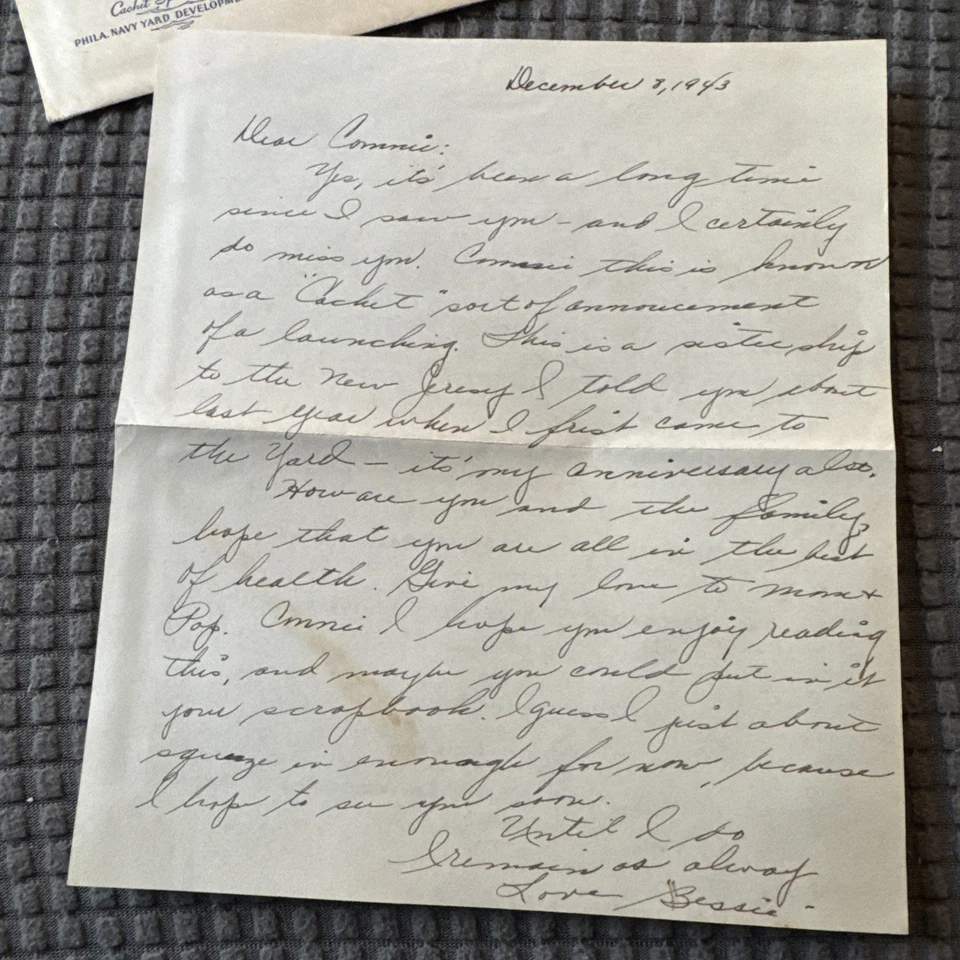 Cachet Sp
PHILA. NAVY YARD DEVELOPM
December 8, 1943
Dear Connie:
Yes, it's been a long time
since I saw you - and I certainly
do miss you. Connie this is known
as a "Cachet" sort of annoucement
of a launching. This is a sister ship
to the New Jersey I told you about
last year when I frist came to
the Yard - it's my anniversary also.
How are you and the family,
hope that you are all in the best
of health. Give my love to Mom +
Pop. Connie I hope you enjoy reading
this, and maybe you could put in it
your scrapbook. I guess I just about
squeeze in enough for now, because
I hope to see you soon.
Until I do
I remain as alway
Love, Bessie